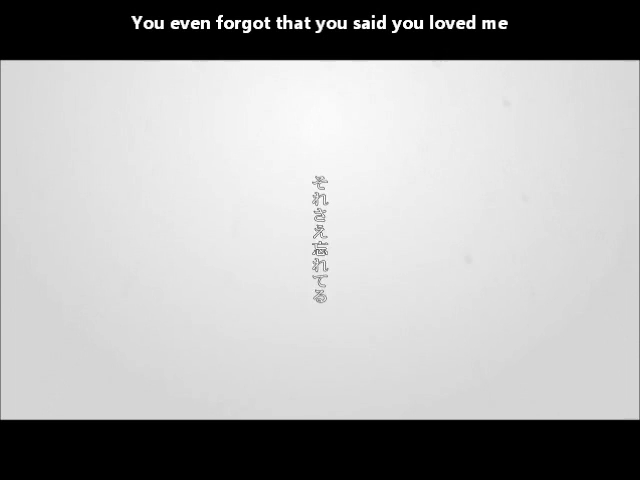 You even forgot that you said you loved me
それさえ忘れてる